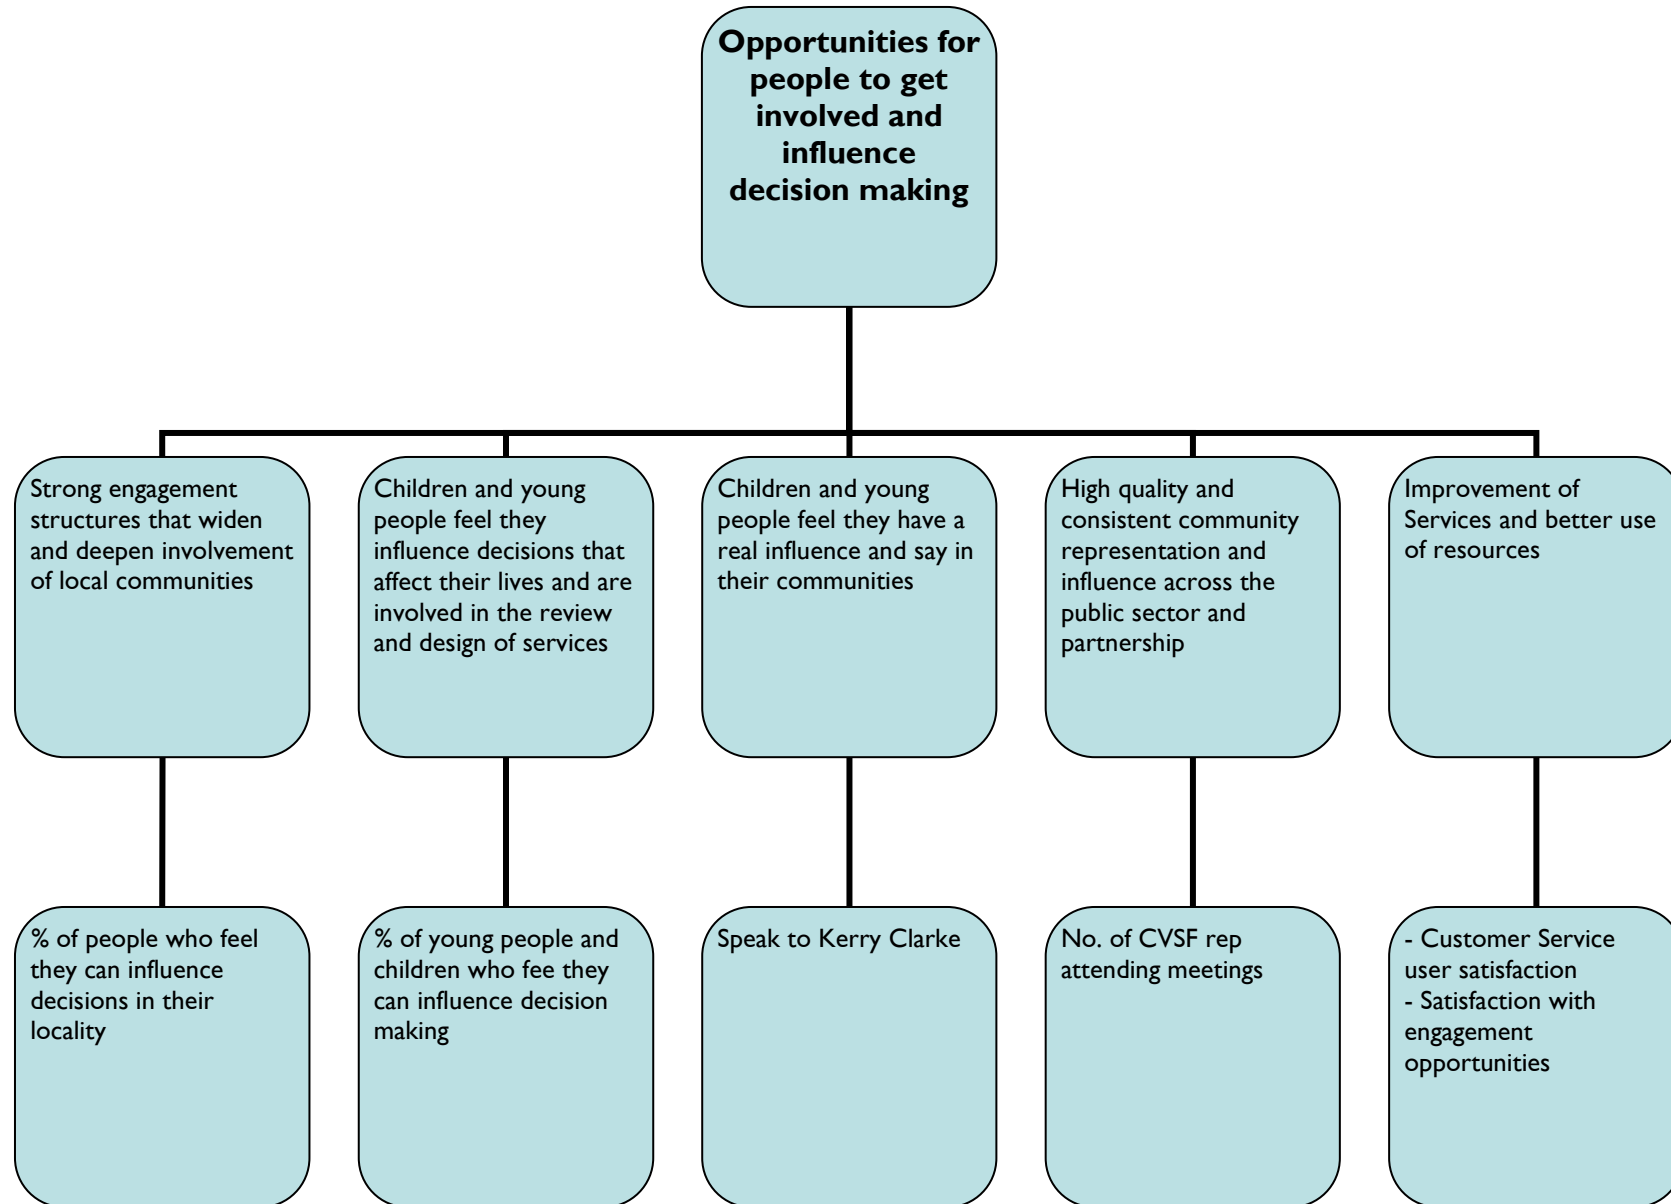 Opportunities for
people to get
involved and
influence
decision making
Strong engagement
structures that widen
and deepen involvement
of local communities
Children and young
people feel they
influence decisions that
affect their lives and are
involved in the review
and design of services
Children and young
people feel they have a
real influence and say in
their communities
High quality and
consistent community
representation and
influence across the
public sector and
partnership
Improvement of
Services and better use
of resources
% of people who feel
they can influence
decisions in their
locality
% of young people and
children who fee they
can influence decision
making
Speak to Kerry Clarke
No. of CVSF rep
attending meetings
- Customer Service
user satisfaction
- Satisfaction with
engagement
opportunities